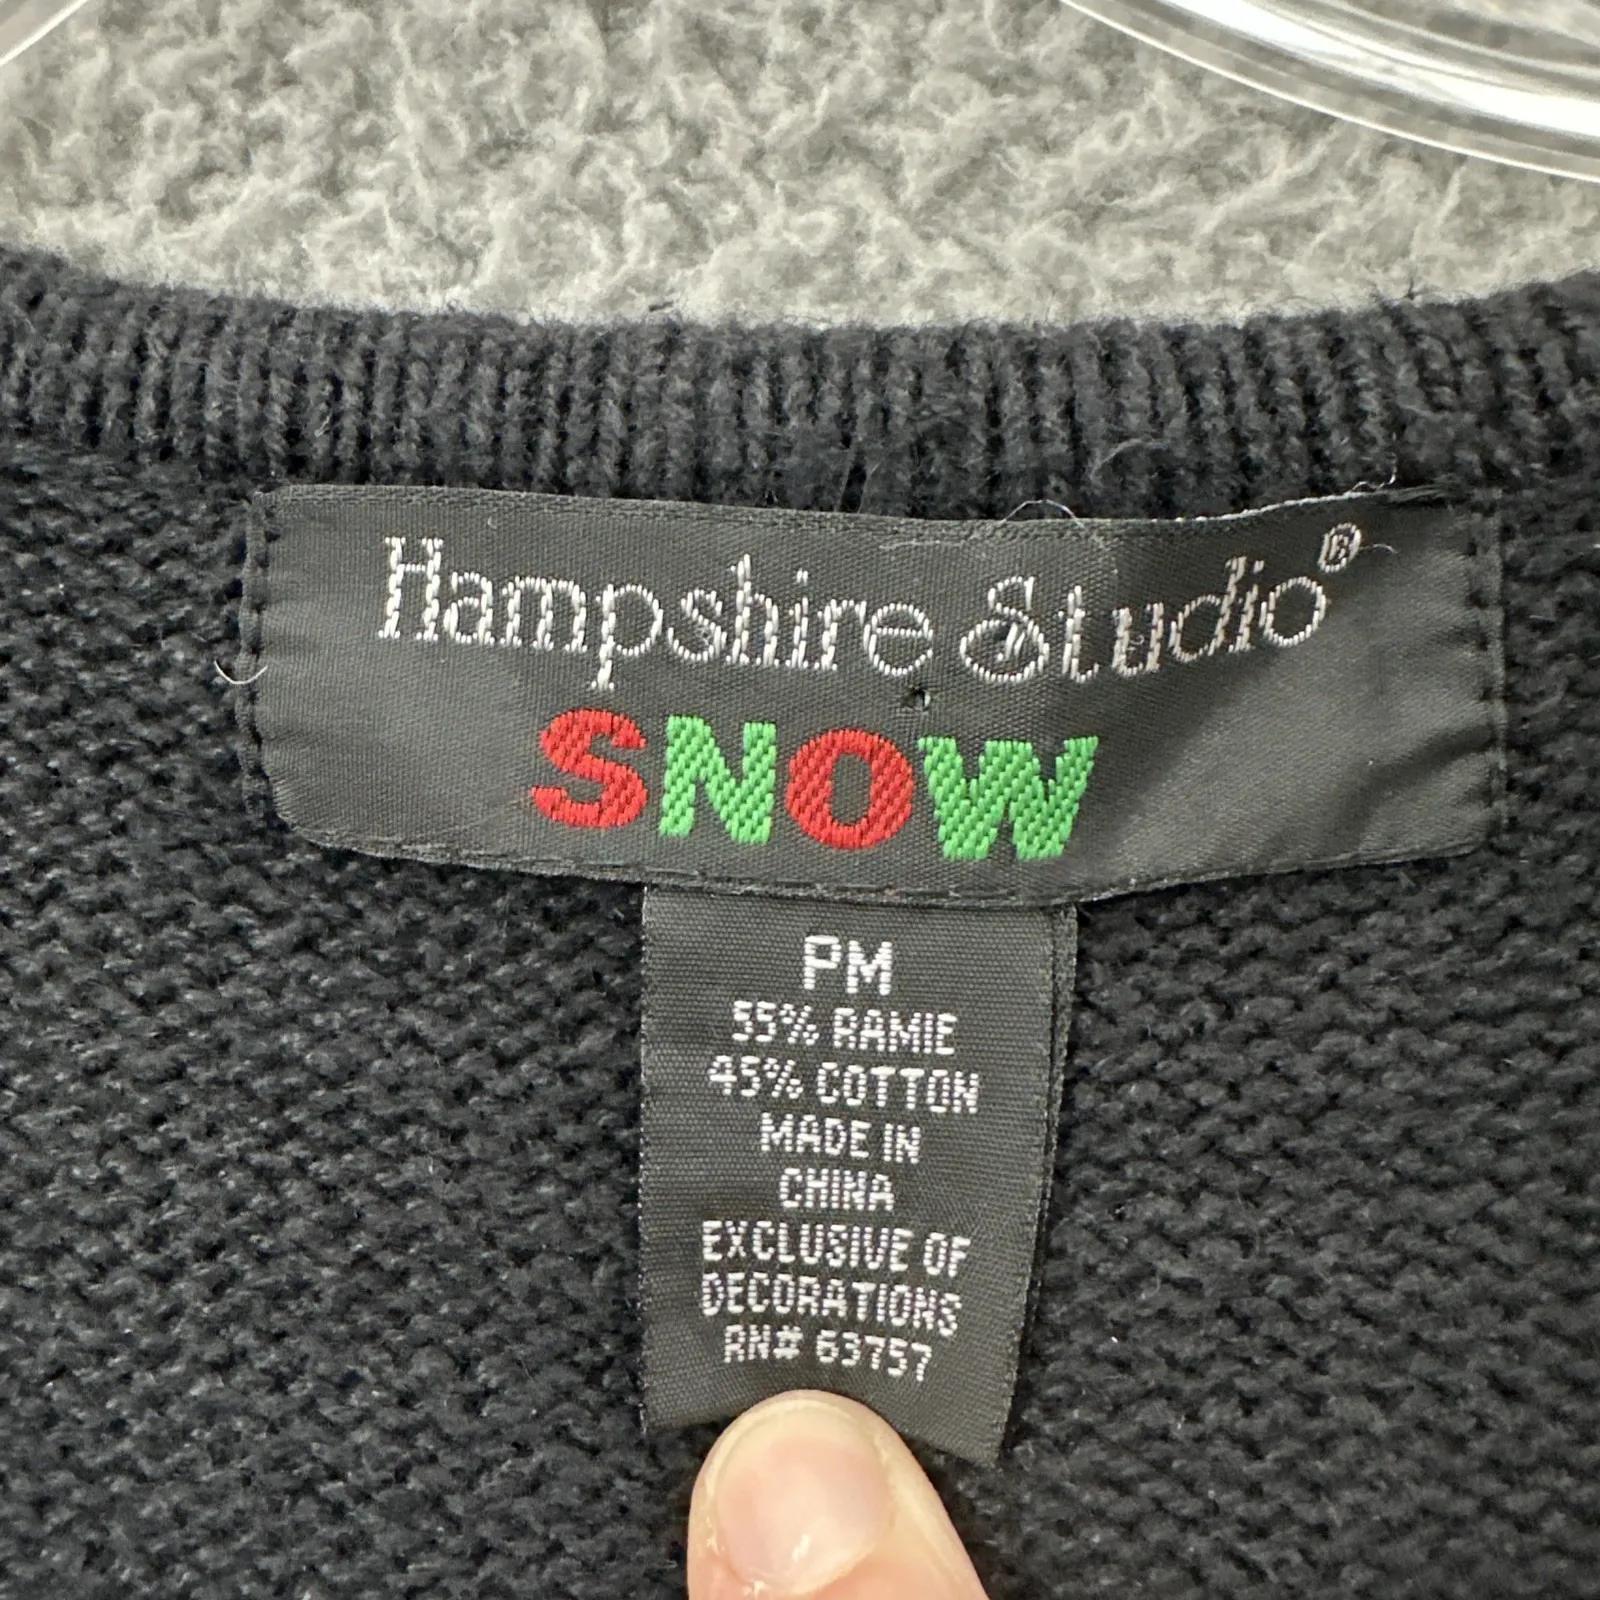 Hampshire Studio®
SNOW
PM
55% RAMIE
45% COTTON
MADE IN
CHINA
EXCLUSIVE OF
DECORATIONS
RN# 63757